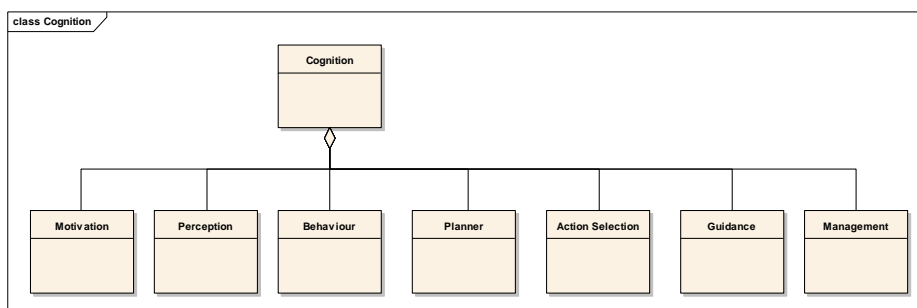 class Cognition
Cognition
Motivation
Perception
Behaviour
Planner
Action Selection
Guidance
Management